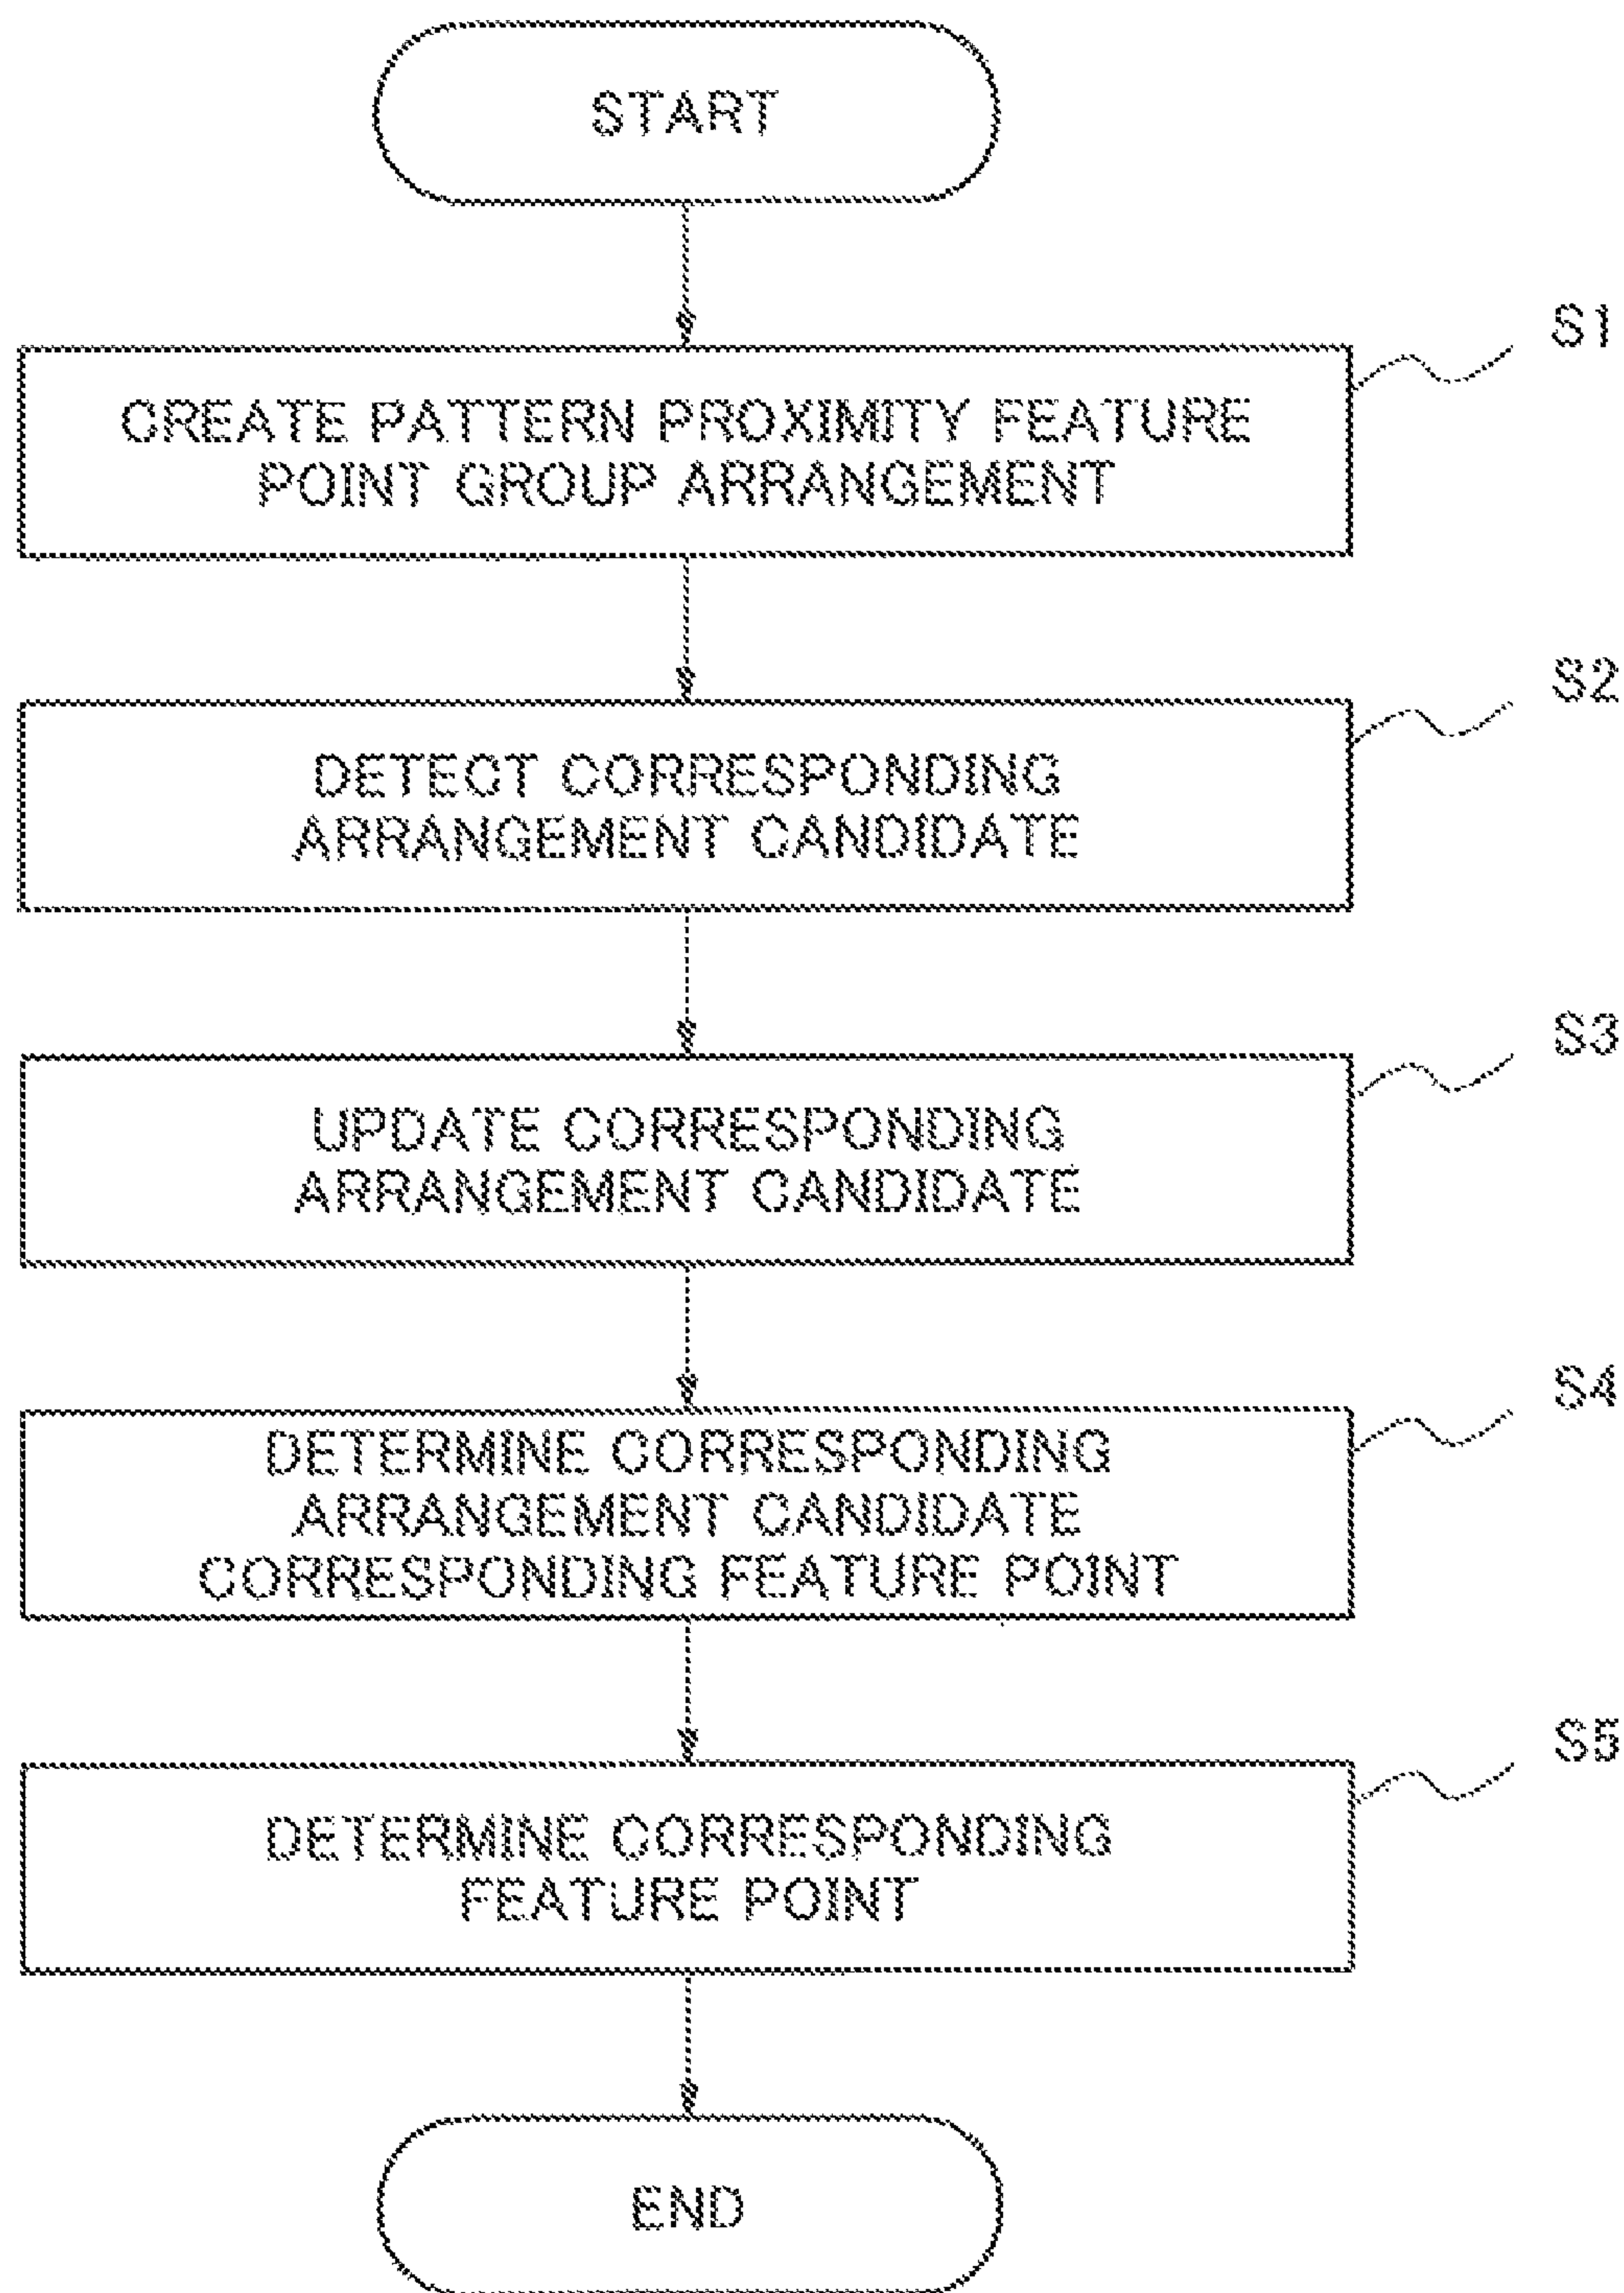 START
S1
CREATE PATTERN PROXIMITY FEATURE
POINT GROUP ARRANGEMENT
S2
DETECT CORRESPONDING
ARRANGEMENT CANDIDATE
S3
UPDATE CORRESPONDING
ARRANGEMENT CANDIDATE
S4
DETERMINE CORRESPONDING
ARRANGEMENT CANDIDATE
CORRESPONDING FEATURE POINT
S5
DETERMINE CORRESPONDING
FEATURE POINT
END